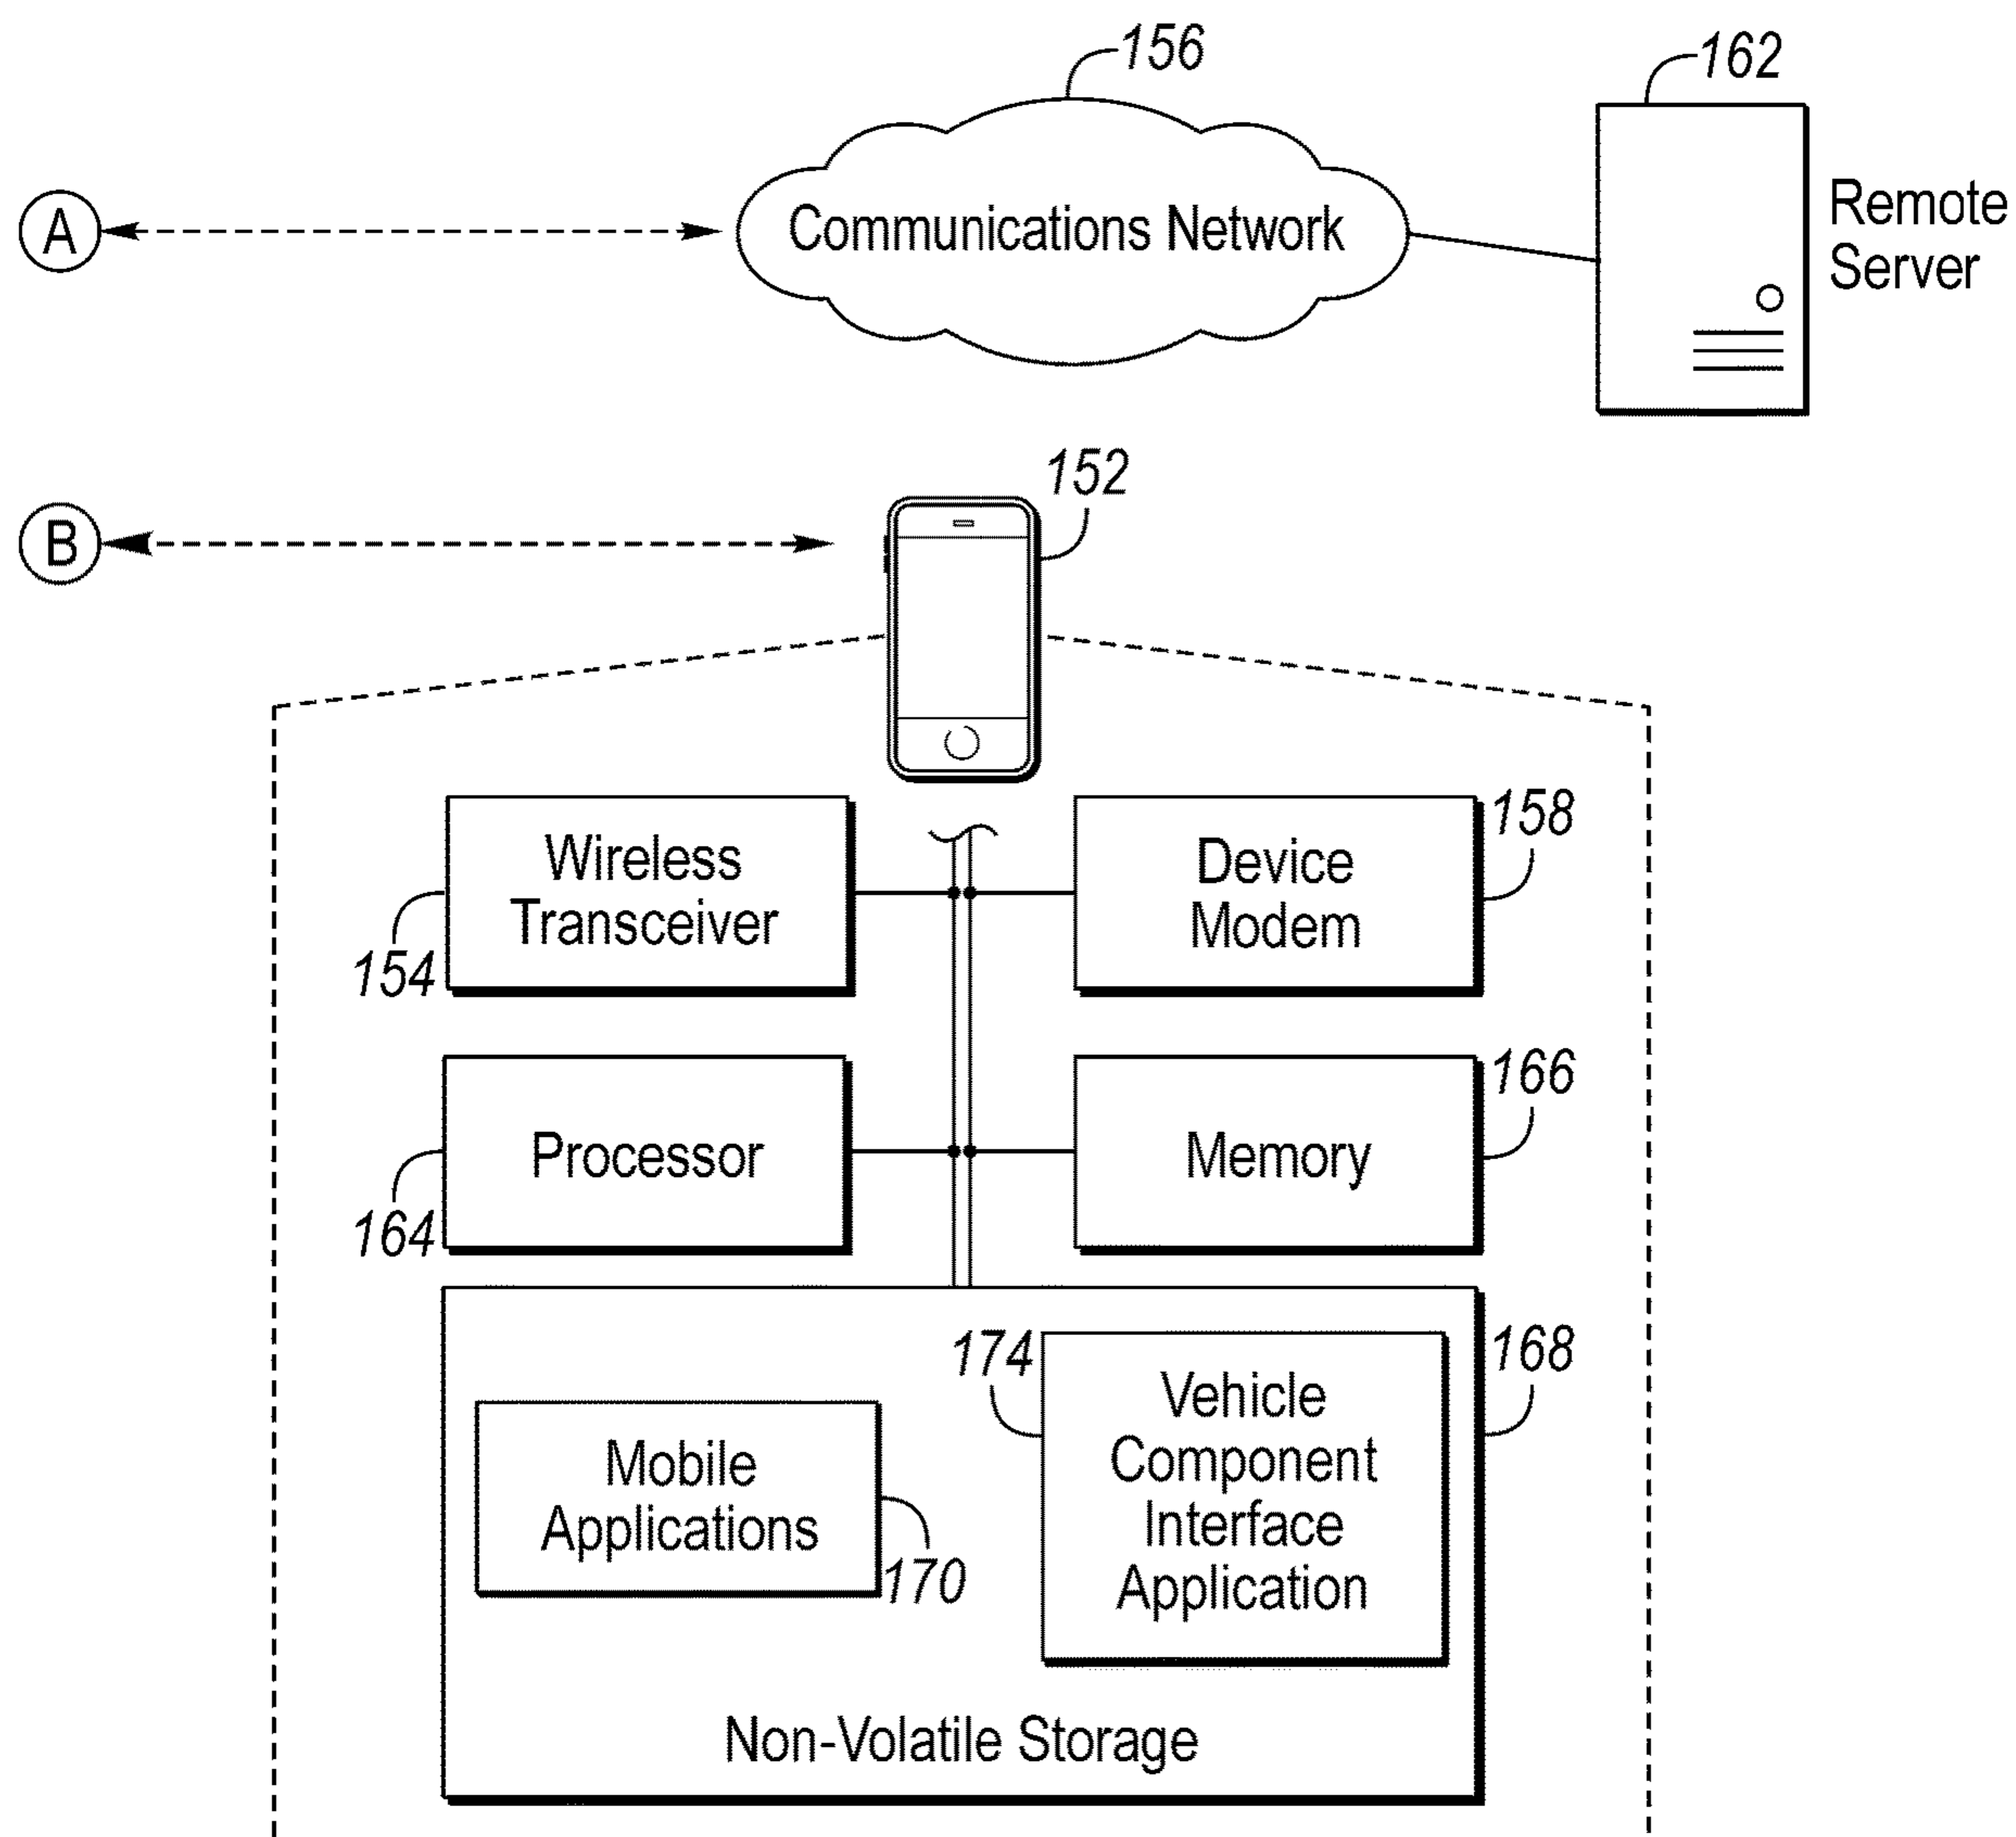 156
162
A
Communications Network
Remote
Server
152
B
Wireless
Transceiver
154
Device
Modem
158
Processor
164
Memory
166
174
168
Vehicle
Component
Interface
Application
Mobile
Applications
170
Non-Volatile Storage